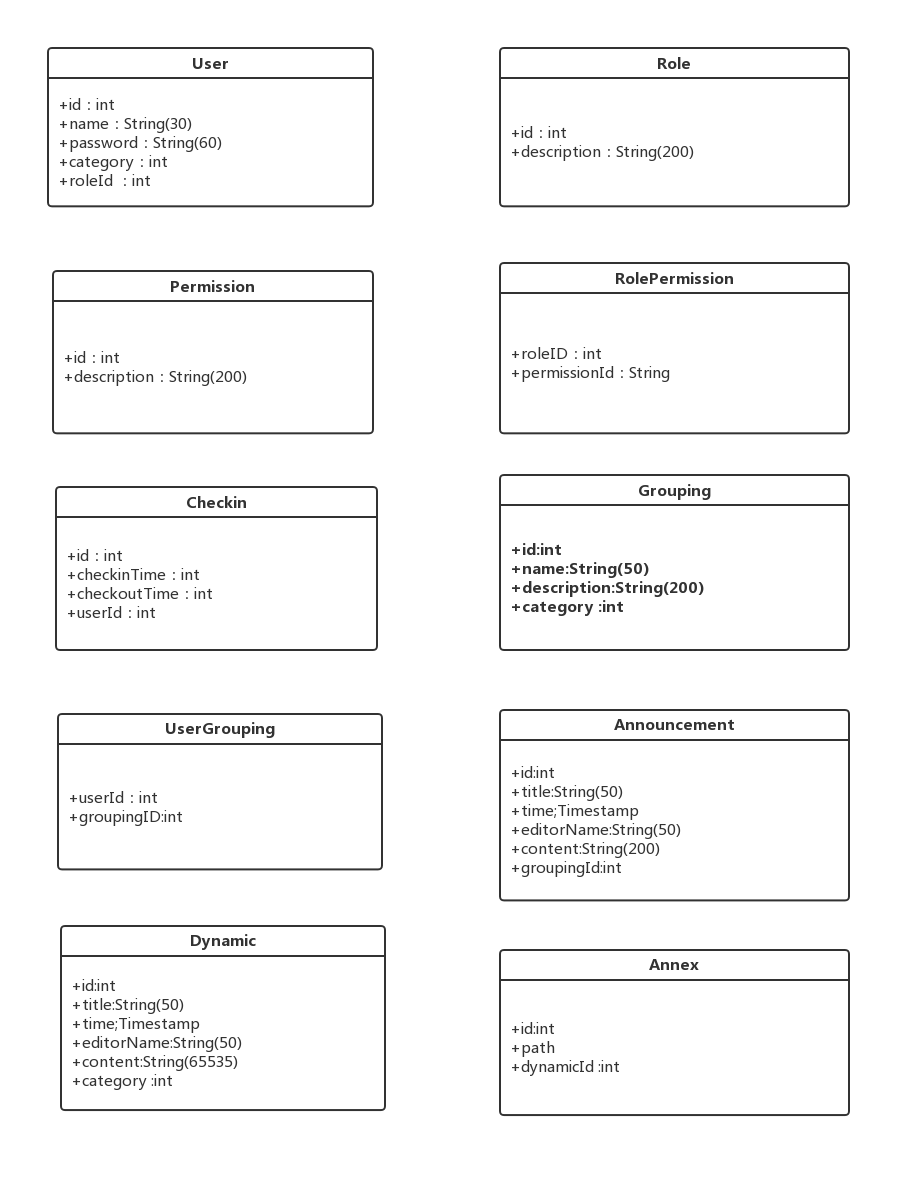 User
+id : int
+name : String(30)
+password : String(60)
+category : int
+roleId : int
Role
+id : int
+description : String(200)
Permission
+id : int
+description : String(200)
RolePermission
+roleID : int
+permissionId : String
Checkin
+id : int
+checkinTime : int
+checkoutTime : int
+userId : int
Grouping
+id:int
+name:String(50)
+description:String(200)
+category :int
UserGrouping
+userId : int
+groupingID:int
Announcement
+id:int
+title:String(50)
+time;Timestamp
+editorName:String(50)
+content:String(200)
+groupingId:int
Dynamic
+id:int
+title:String(50)
+time;Timestamp
+editorName:String(50)
+content:String(65535)
+category :int
Annex
+id:int
+path
+dynamicId :int